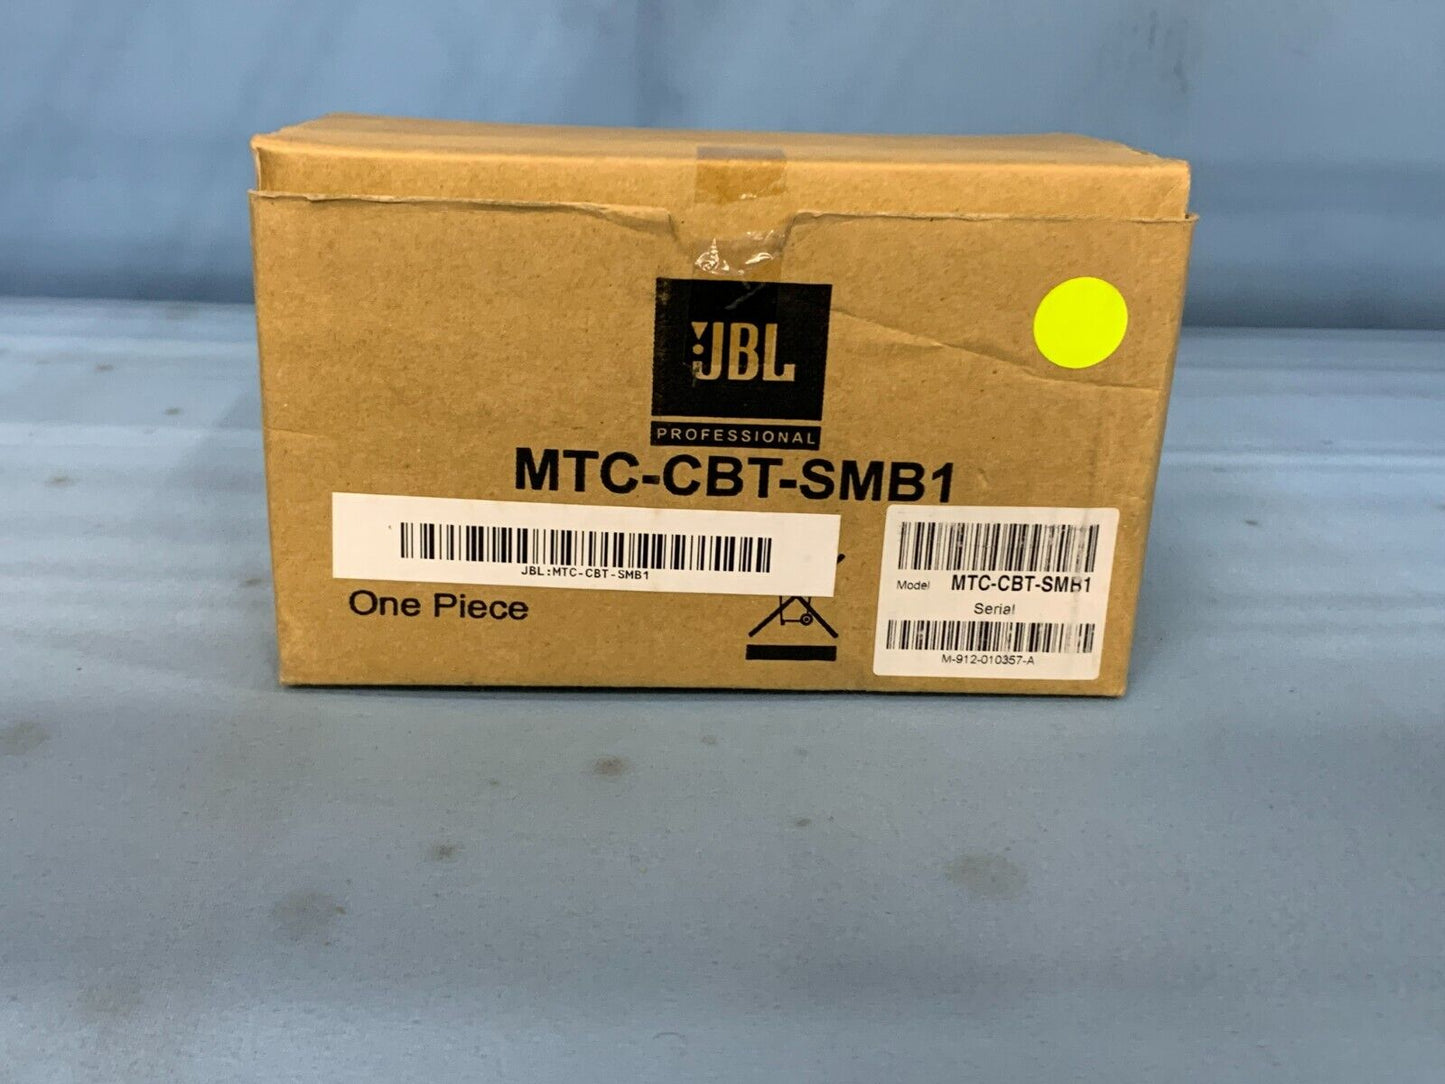 JBL
PROFESSIONAL
MTC-CBT-SMB1
JBL:MTC-CBT-SMB1
One Piece
Model MTC-CBT-SMB1
Serial
M-912-010357-A